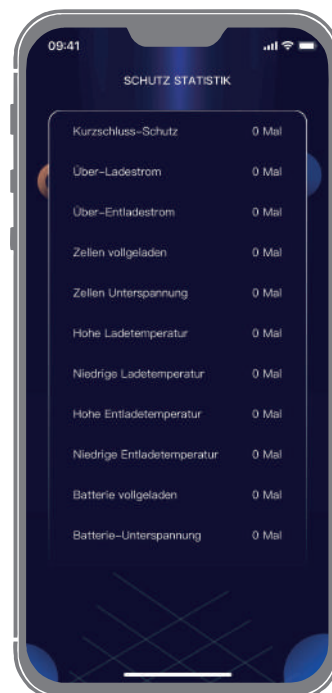 09:41
SCHUTZ STATISTIK
Kurzschluss-Schutz 0 Mal
Über-Ladestrom 0 Mal
Über-Entladestrom 0 Mal
Zellen vollgeladen 0 Mal
Zellen Unterspannung 0 Mal
Hohe Ladetemperatur 0 Mal
Niedrige Ladetemperatur 0 Mal
Hohe Entladetemperatur 0 Mal
Niedrige Entladetemperatur 0 Mal
Batterie vollgeladen 0 Mal
Batterie-Unterspannung 0 Mal